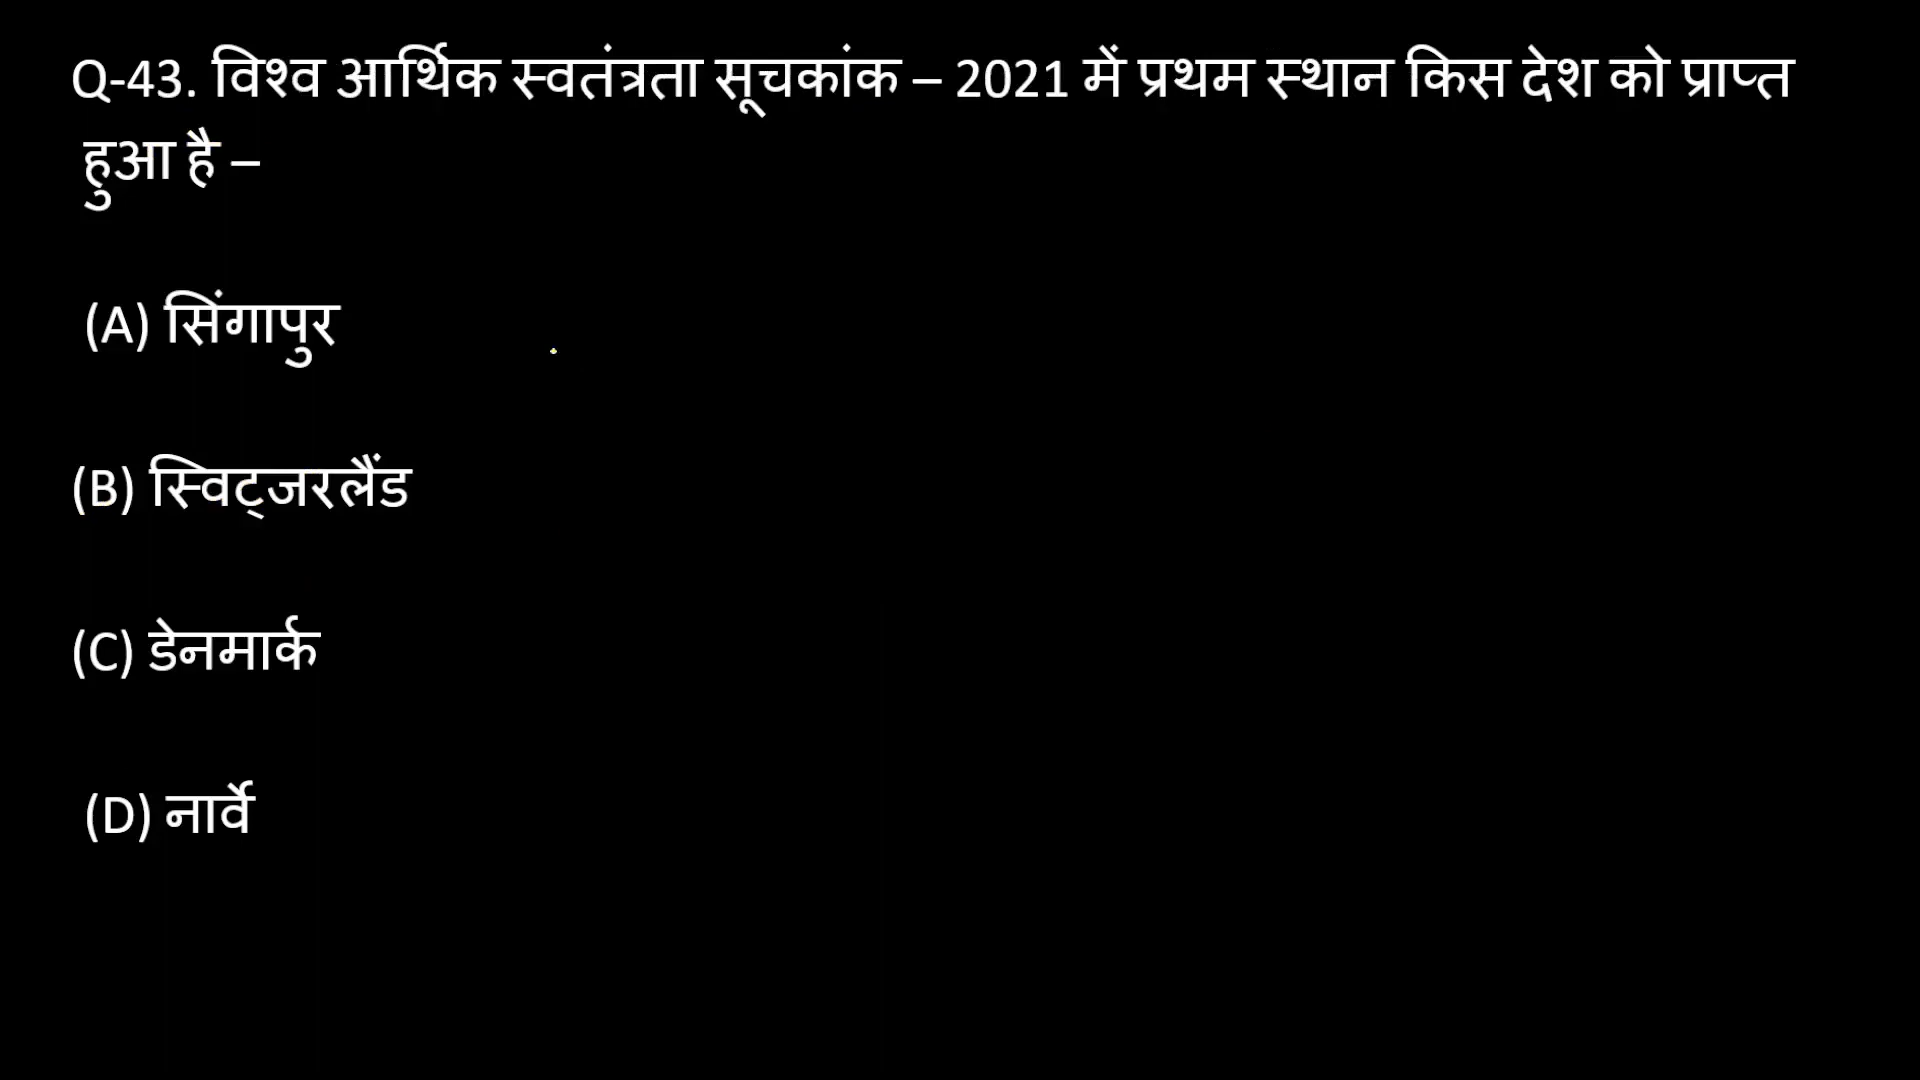 Q-43. विश्व आर्थिक स्वतंत्रता सूचकांक – 2021 में प्रथम स्थान किस देश को प्राप्त
हुआ है –
(A) सिंगापुर
(B) स्विट्जरलैंड
(C) डेनमार्क
(D) नार्वे